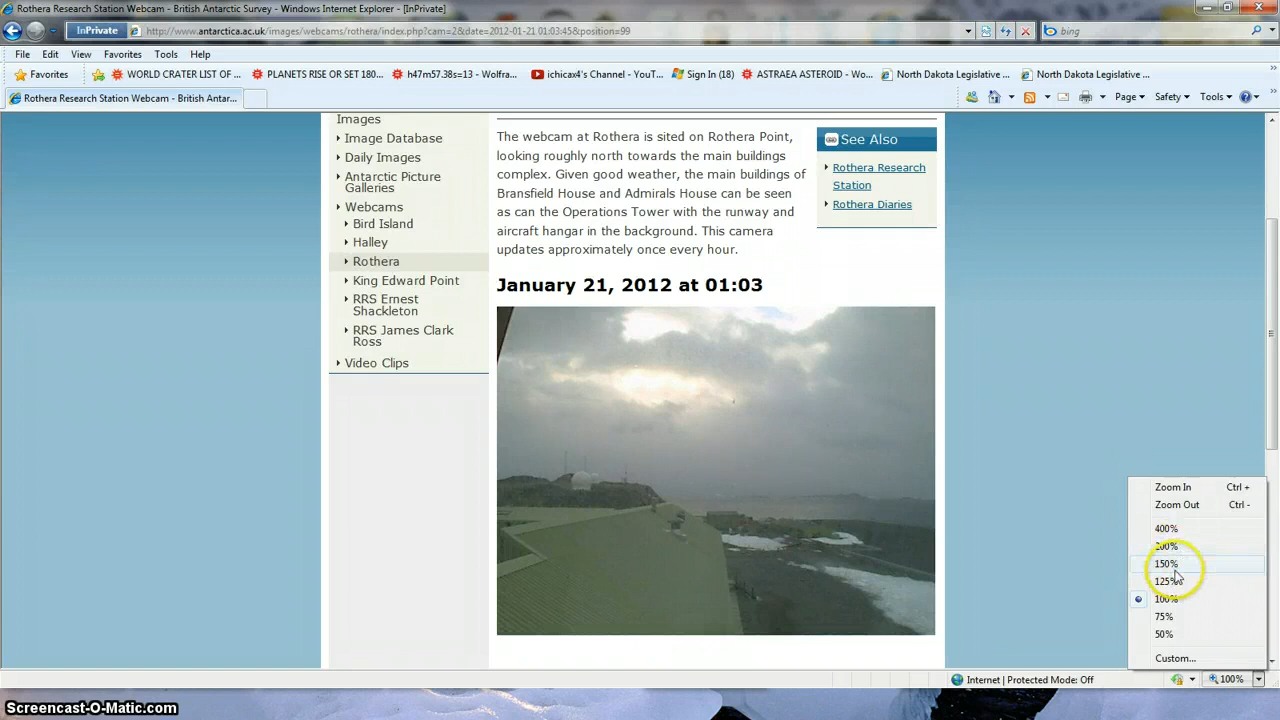 Rothera Research Station Webcam - British Antarctic Survey - Windows Internet Explorer - [InPrivate]
InPrivate http://www.antarctica.ac.uk/images/webcams/rothera/index.php?cam=2&date=2012-01-21 01:03:45&position=99 bing
File Edit View Favorites Tools Help
Favorites WORLD CRATER LIST OF ... PLANETS RISE OR SET 180... h47m57.38s=13 - Wolfra... ichicax4's Channel - YouT... Sign In (18) ASTRAEA ASTEROID - Wo... North Dakota Legislative ... North Dakota Legislative ...
Rothera Research Station Webcam - British Antar... Page Safety Tools
Images
Image Database
Daily Images
Antarctic Picture
Galleries
Webcams
Bird Island
Halley
Rothera
King Edward Point
RRS Ernest
Shackleton
RRS James Clark
Ross
Video Clips
The webcam at Rothera is sited on Rothera Point,
looking roughly north towards the main buildings
complex. Given good weather, the main buildings of
Bransfield House and Admirals House can be seen
as can the Operations Tower with the runway and
aircraft hangar in the background. This camera
updates approximately once every hour.
See Also
Rothera Research
Station
Rothera Diaries
January 21, 2012 at 01:03
Zoom In Ctrl +
Zoom Out Ctrl -
400%
200%
150%
125%
100%
75%
50%
Custom...
Internet | Protected Mode: Off 100%
Screencast-O-Matic.com